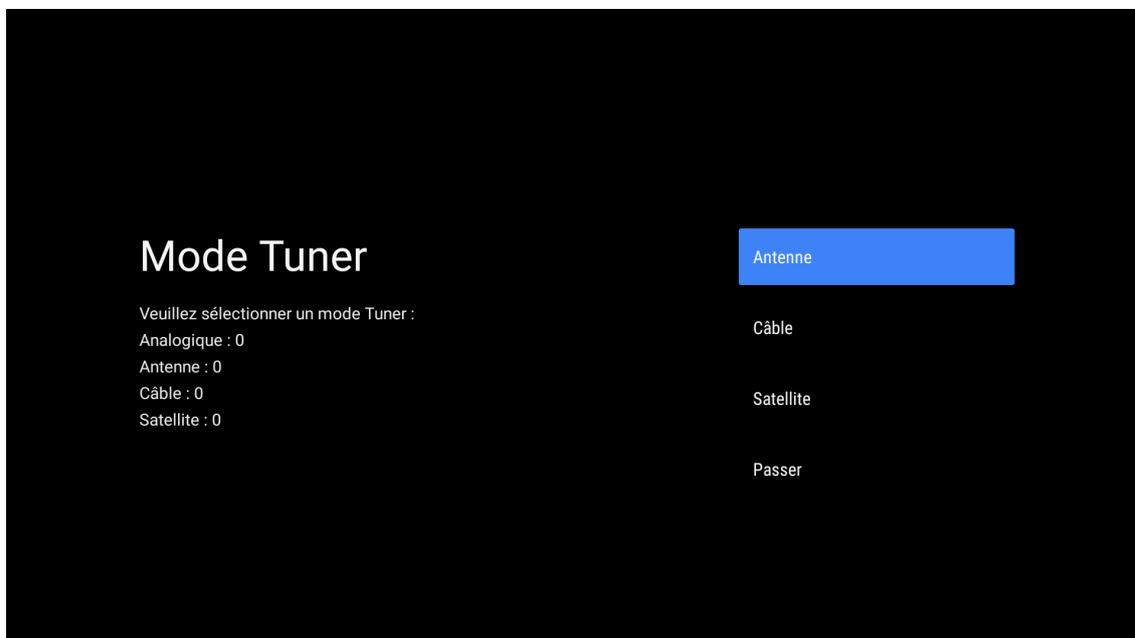 Mode Tuner
Veuillez sélectionner un mode Tuner :
Analogique : 0
Antenne : 0
Câble : 0
Satellite : 0
Antenne
Câble
Satellite
Passer